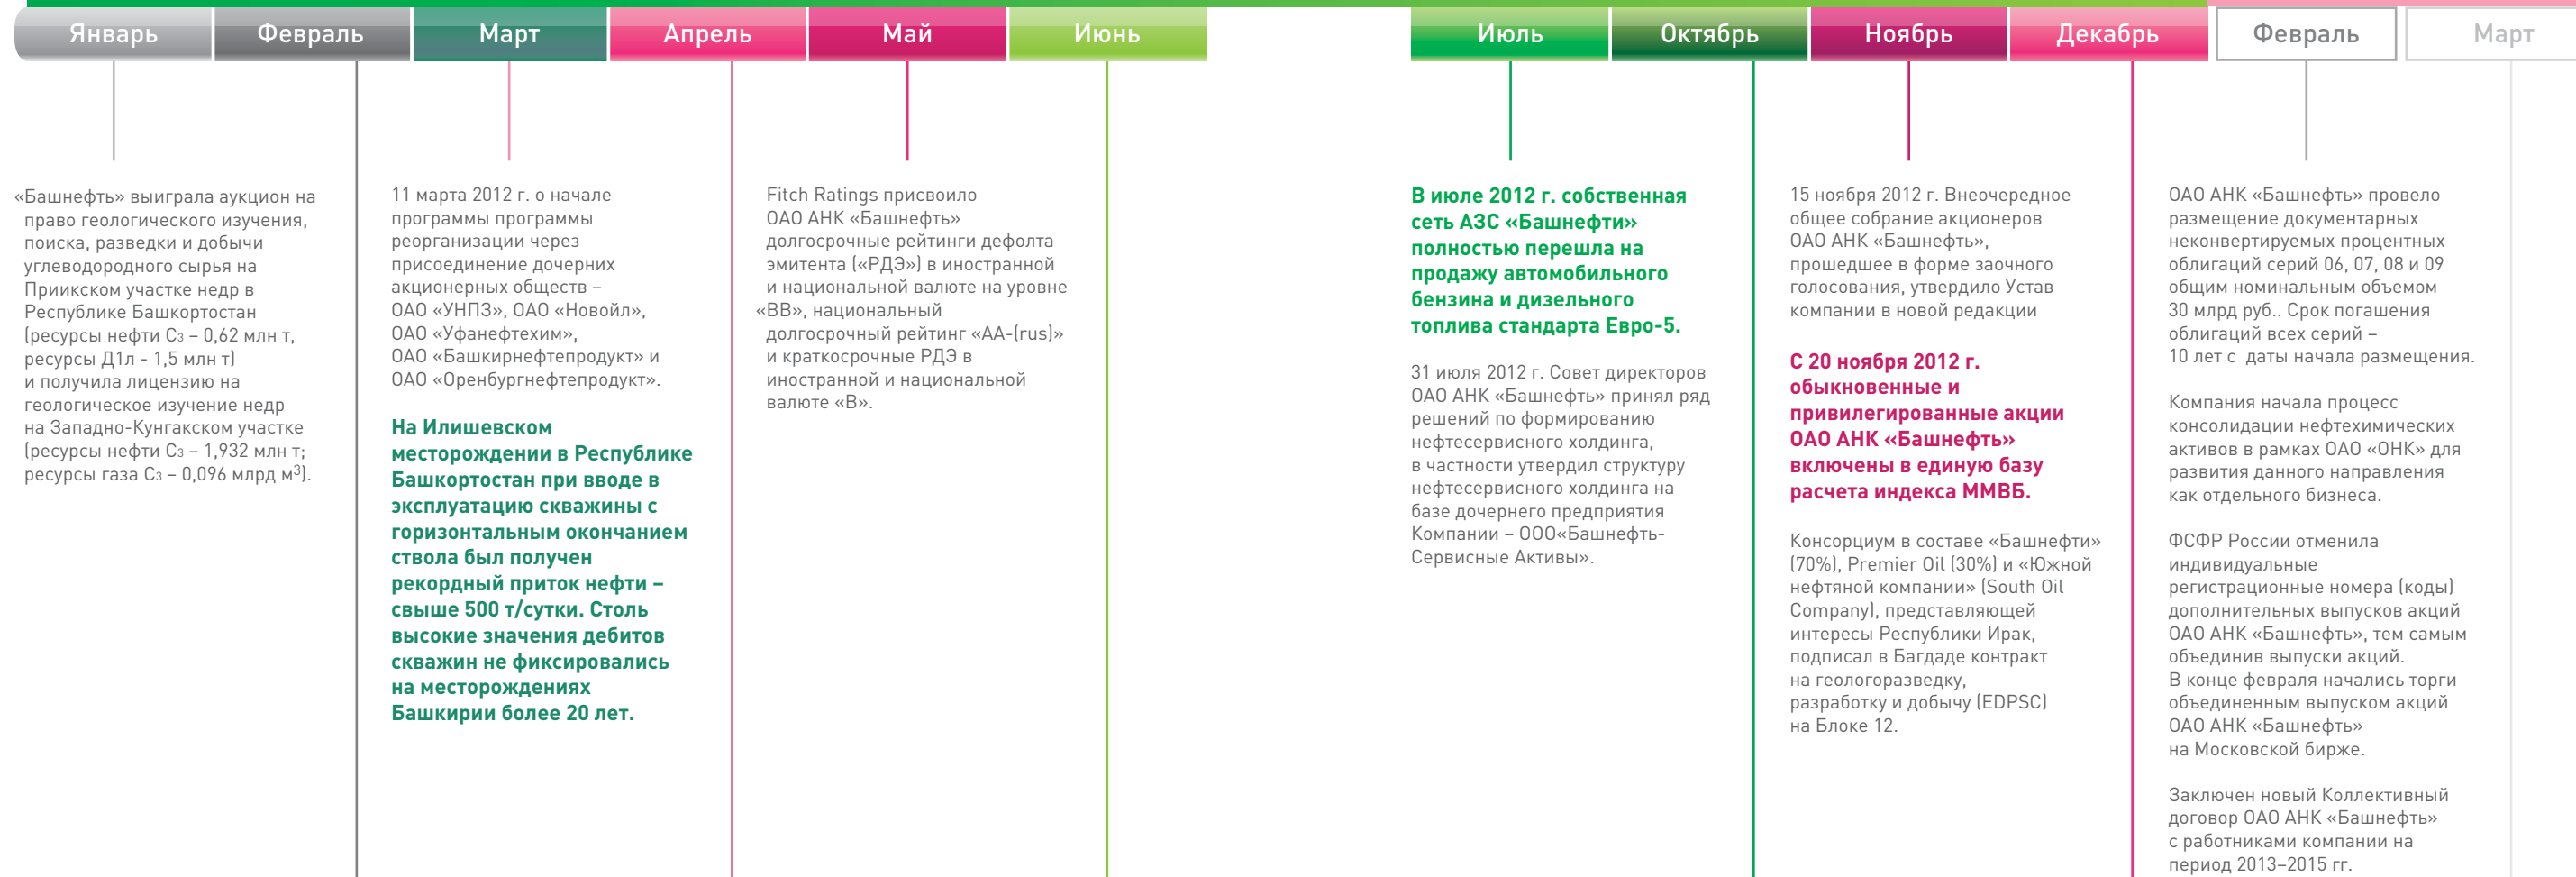 Январь
Февраль
Март
Апрель
Май
Июнь
Июль
Октябрь
Ноябрь
Декабрь
Февраль
Март
«Башнефть» выиграла аукцион на
право геологического изучения,
поиска, разведки и добычи
углеводородного сырья на
Приикском участке недр в
Республике Башкортостан
(ресурсы нефти С3 – 0,62 млн т,
ресурсы Д1л - 1,5 млн т)
и получила лицензию на
геологическое изучение недр
на Западно-Кунгакском участке
(ресурсы нефти С3 – 1,932 млн т;
ресурсы газа С3 – 0,096 млрд м³).
11 марта 2012 г. о начале
программы программы
реорганизации через
присоединение дочерних
акционерных обществ –
ОАО «УНПЗ», ОАО «Новойл»,
ОАО «Уфанефтехим»,
ОАО «Башкирнефтепродукт» и
ОАО «Оренбургнефтепродукт».
На Илишевском
месторождении в Республике
Башкортостан при вводе в
эксплуатацию скважины с
горизонтальным окончанием
ствола был получен
рекордный приток нефти –
свыше 500 т/сутки. Столь
высокие значения дебитов
скважин не фиксировались
на месторождениях
Башкирии более 20 лет.
Fitch Ratings присвоило
ОАО АНК «Башнефть»
долгосрочные рейтинги дефолта
эмитента («РДЭ») в иностранной
и национальной валюте на уровне
«BB», национальный
долгосрочный рейтинг «AA-(rus)»
и краткосрочные РДЭ в
иностранной и национальной
валюте «B».
В июле 2012 г. собственная
сеть АЗС «Башнефти»
полностью перешла на
продажу автомобильного
бензина и дизельного
топлива стандарта Евро-5.
31 июля 2012 г. Совет директоров
ОАО АНК «Башнефть» принял ряд
решений по формированию
нефтесервисного холдинга,
в частности утвердил структуру
нефтесервисного холдинга на
базе дочернего предприятия
Компании – ООО«Башнефть-
Сервисные Активы».
15 ноября 2012 г. Внеочередное
общее собрание акционеров
ОАО АНК «Башнефть»,
прошедшее в форме заочного
голосования, утвердило Устав
компании в новой редакции
С 20 ноября 2012 г.
обыкновенные и
привилегированные акции
ОАО АНК «Башнефть»
включены в единую базу
расчета индекса ММВБ.
Консорциум в составе «Башнефти»
(70%), Premier Oil (30%) и «Южной
нефтяной компании» (South Oil
Company), представляющей
интересы Республики Ирак,
подписал в Багдаде контракт
на геологоразведку,
разработку и добычу (EDPSC)
на Блоке 12.
ОАО АНК «Башнефть» провело
размещение документарных
неконвертируемых процентных
облигаций серий 06, 07, 08 и 09
общим номинальным объемом
30 млрд руб.. Срок погашения
облигаций всех серий –
10 лет с даты начала размещения.
Компания начала процесс
консолидации нефтехимических
активов в рамках ОАО «ОНК» для
развития данного направления
как отдельного бизнеса.
ФСФР России отменила
индивидуальные
регистрационные номера (коды)
дополнительных выпусков акций
ОАО АНК «Башнефть», тем самым
объединив выпуски акций.
В конце февраля начались торги
объединенным выпуском акций
ОАО АНК «Башнефть»
на Московской бирже.
Заключен новый Коллективный
договор ОАО АНК «Башнефть»
с работниками компании на
период 2013–2015 гг.